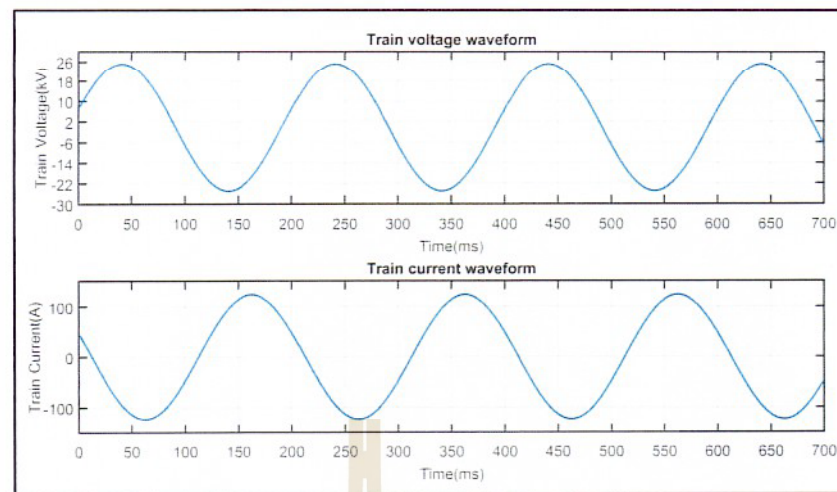 Train voltage waveform
Train Voltage(kV)
26
18
10
2
-6
-14
-22
-30
0 50 100 150 200 250 300 350 400 450 500 550 600 650 700
Time(ms)
Train current waveform
Train Current(A)
100
0
-100
0 50 100 150 200 250 300 350 400 450 500 550 600 650 700
Time(ms)